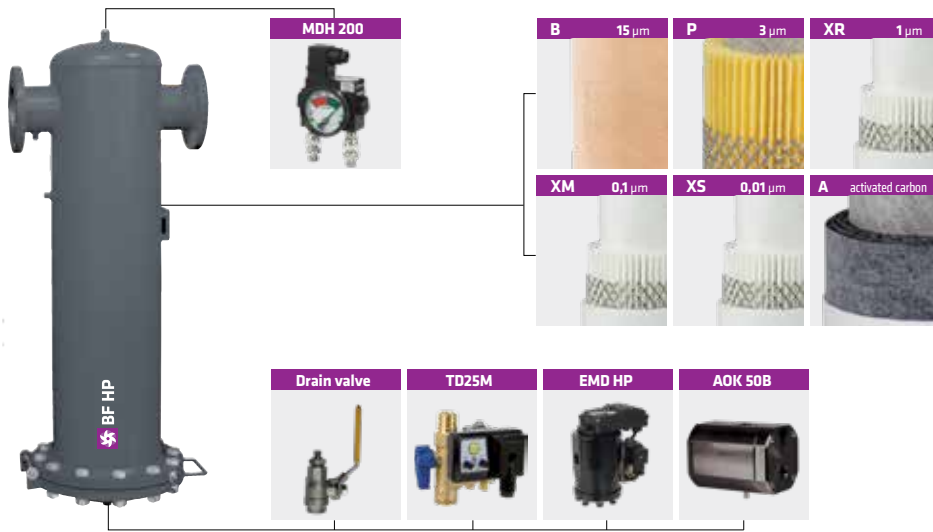 MDH 200
B 15 µm
P 3 µm
XR 1 µm
XM 0,1 µm
XS 0,01 µm
A activated carbon
BF HP
Drain valve
TD25M
EMD HP
AOK 50B